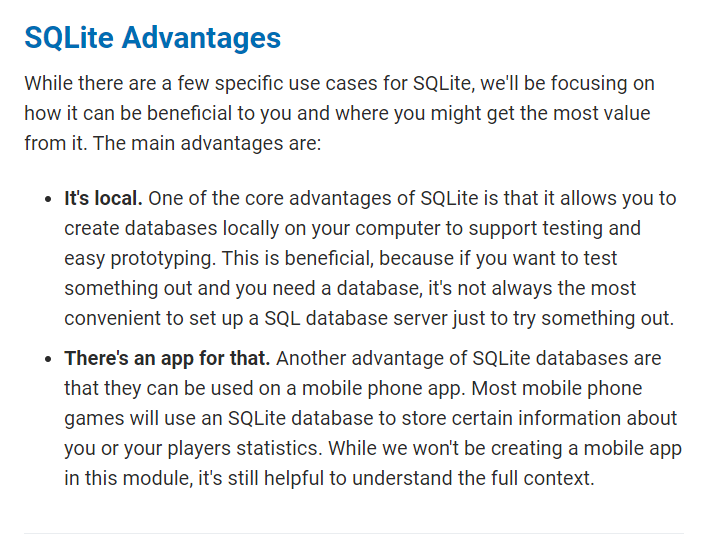 SQLite Advantages
While there are a few specific use cases for SQLite, we'll be focusing on
how it can be beneficial to you and where you might get the most value
from it. The main advantages are:
• It's local. One of the core advantages of SQLite is that it allows you to
create databases locally on your computer to support testing and
easy prototyping. This is beneficial, because if you want to test
something out and you need a database, it's not always the most
convenient to set up a SQL database server just to try something out.
• There's an app for that. Another advantage of SQLite databases are
that they can be used on a mobile phone app. Most mobile phone
games will use an SQLite database to store certain information about
you or your players statistics. While we won't be creating a mobile app
in this module, it's still helpful to understand the full context.